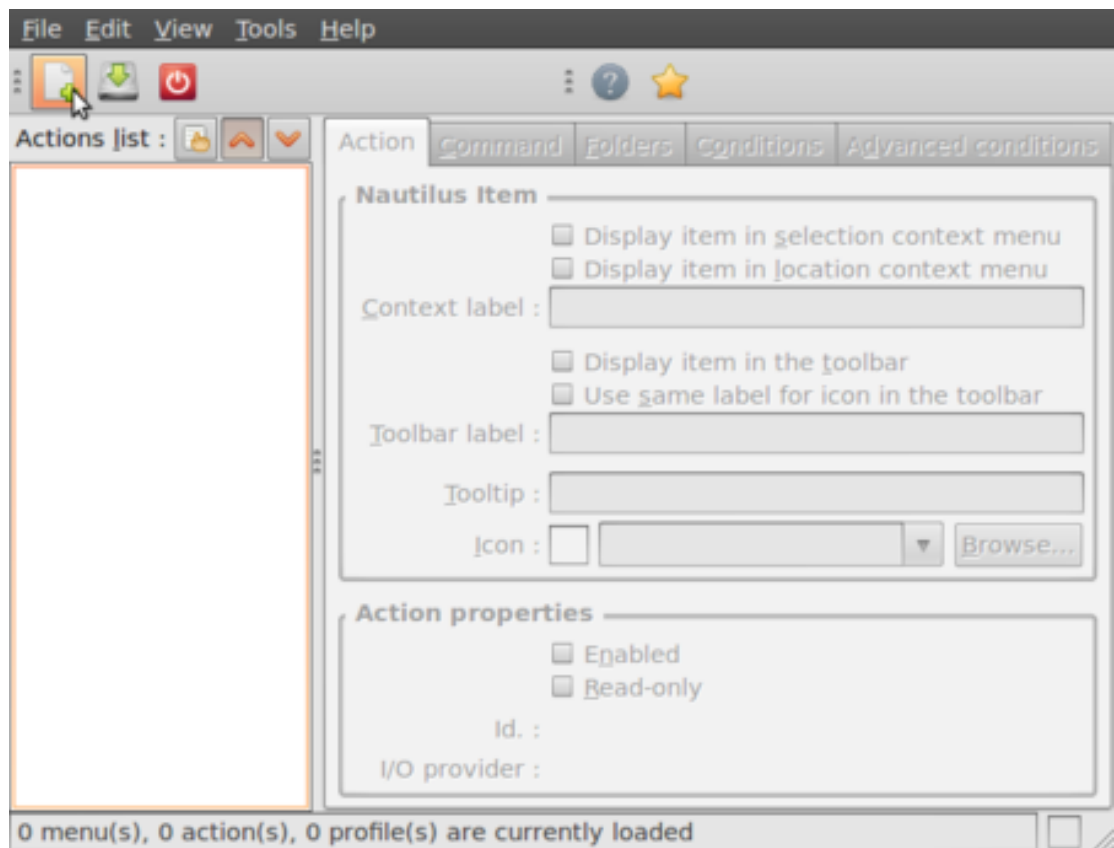 File Edit View Tools Help
Actions list :
Action Command Folders Conditions Advanced conditions
Nautilus Item
Display item in selection context menu
Display item in location context menu
Context label :
Display item in the toolbar
Use same label for icon in the toolbar
Toolbar label :
Tooltip :
Icon : Browse...
Action properties
Enabled
Read-only
Id. :
I/O provider :
0 menu(s), 0 action(s), 0 profile(s) are currently loaded